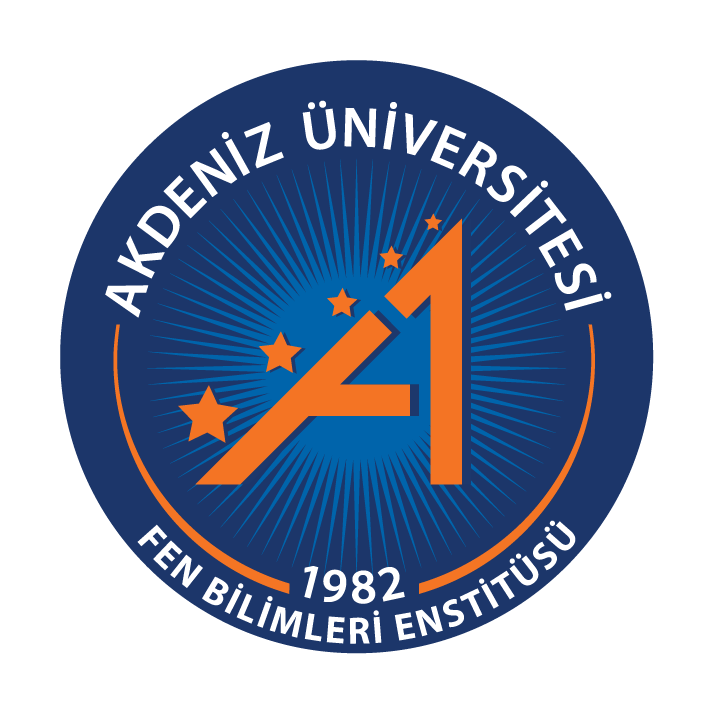 AKDENİZ ÜNİVERSİTESİ
1982
FEN BİLİMLERİ ENSTİTÜSÜ